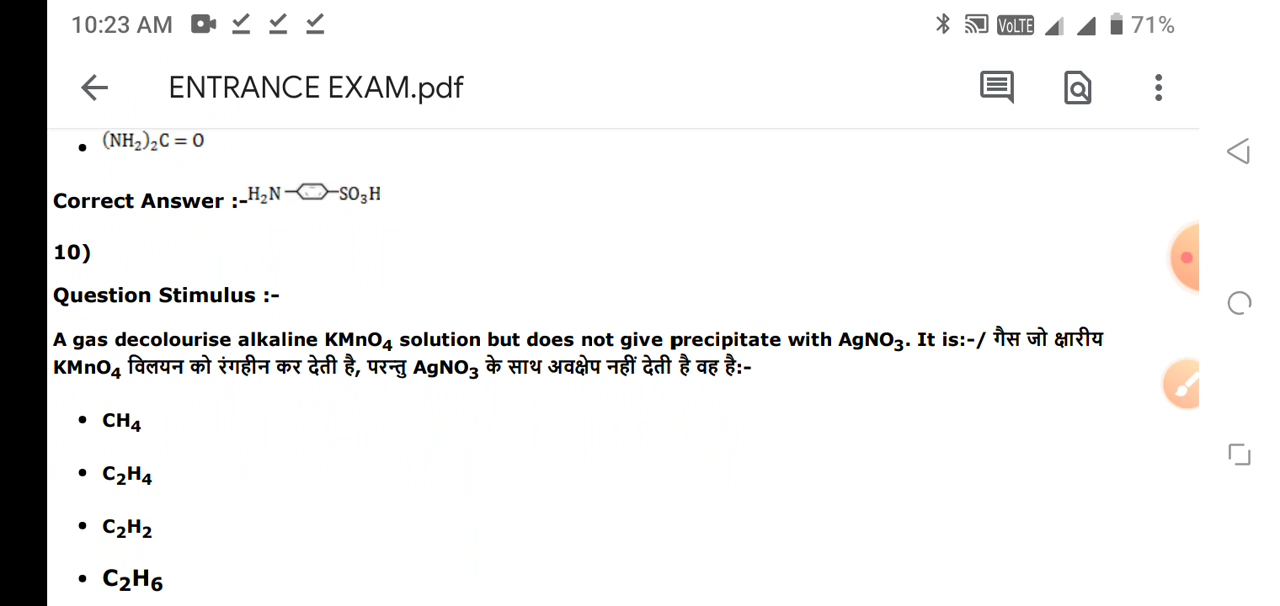 10:23 AM VoLTE 71%
ENTRANCE EXAM.pdf
• (NH₂)₂C = O
Correct Answer :- H₂N–SO₃H
10)
Question Stimulus :-
A gas decolourise alkaline KMnO₄ solution but does not give precipitate with AgNO₃. It is:-/ गैस जो क्षारीय
KMnO₄ विलयन को रंगहीन कर देती है, परन्तु AgNO₃ के साथ अवक्षेप नहीं देती है वह है:-
• CH₄
• C₂H₄
• C₂H₂
• C₂H₆